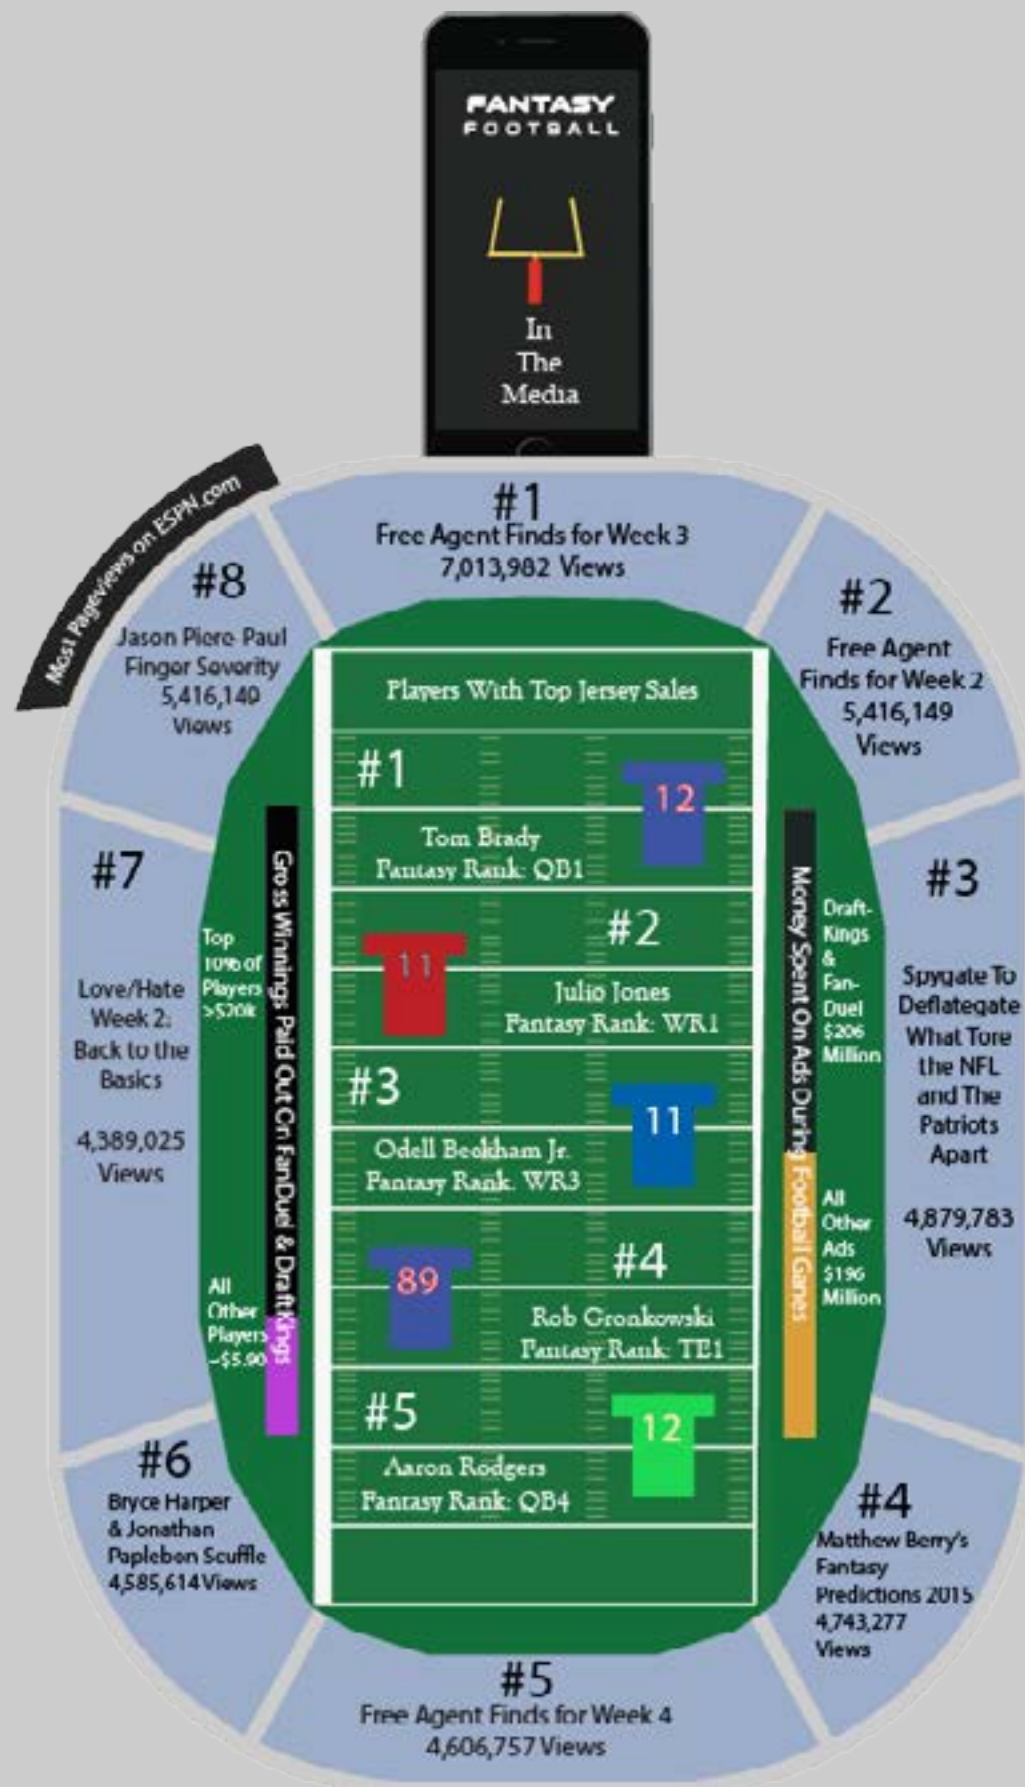 FANTASY
FOOTBALL
In
The
Media
Most Pageviews on ESPN.com
#1
Free Agent Finds for Week 3
7,013,982 Views
#2
Free Agent
Finds for Week 2
5,416,149
Views
#3
Spygate To
Deflategate
What Tore
the NFL
and The
Patriots
Apart
4,879,783
Views
#4
Matthew Berry's
Fantasy
Predictions 2015
4,743,277
Views
#5
Free Agent Finds for Week 4
4,606,757 Views
#6
Bryce Harper
& Jonathan
Paplebon Scuffle
4,585,614 Views
#7
Love/Hate
Week 2:
Back to the
Basics
4,389,025
Views
#8
Jason Piere-Paul
Finger Severity
5,416,149
Views
Players With Top Jersey Sales
#1
12
Tom Brady
Fantasy Rank: QB1
#2
11
Julio Jones
Fantasy Rank: WR1
#3
11
Odell Beckham Jr.
Fantasy Rank: WR3
#4
89
Rob Gronkowski
Fantasy Rank: TE1
#5
12
Aaron Rodgers
Fantasy Rank: QB4
Gross Winnings Paid Out On FanDuel & DraftKings
Top
10% of
Players
>$20k
All
Other
Players
~$5.90
Money Spent On Ads During Football Games
Draft-
Kings
&
Fan-
Duel
$206
Million
All
Other
Ads
$196
Million